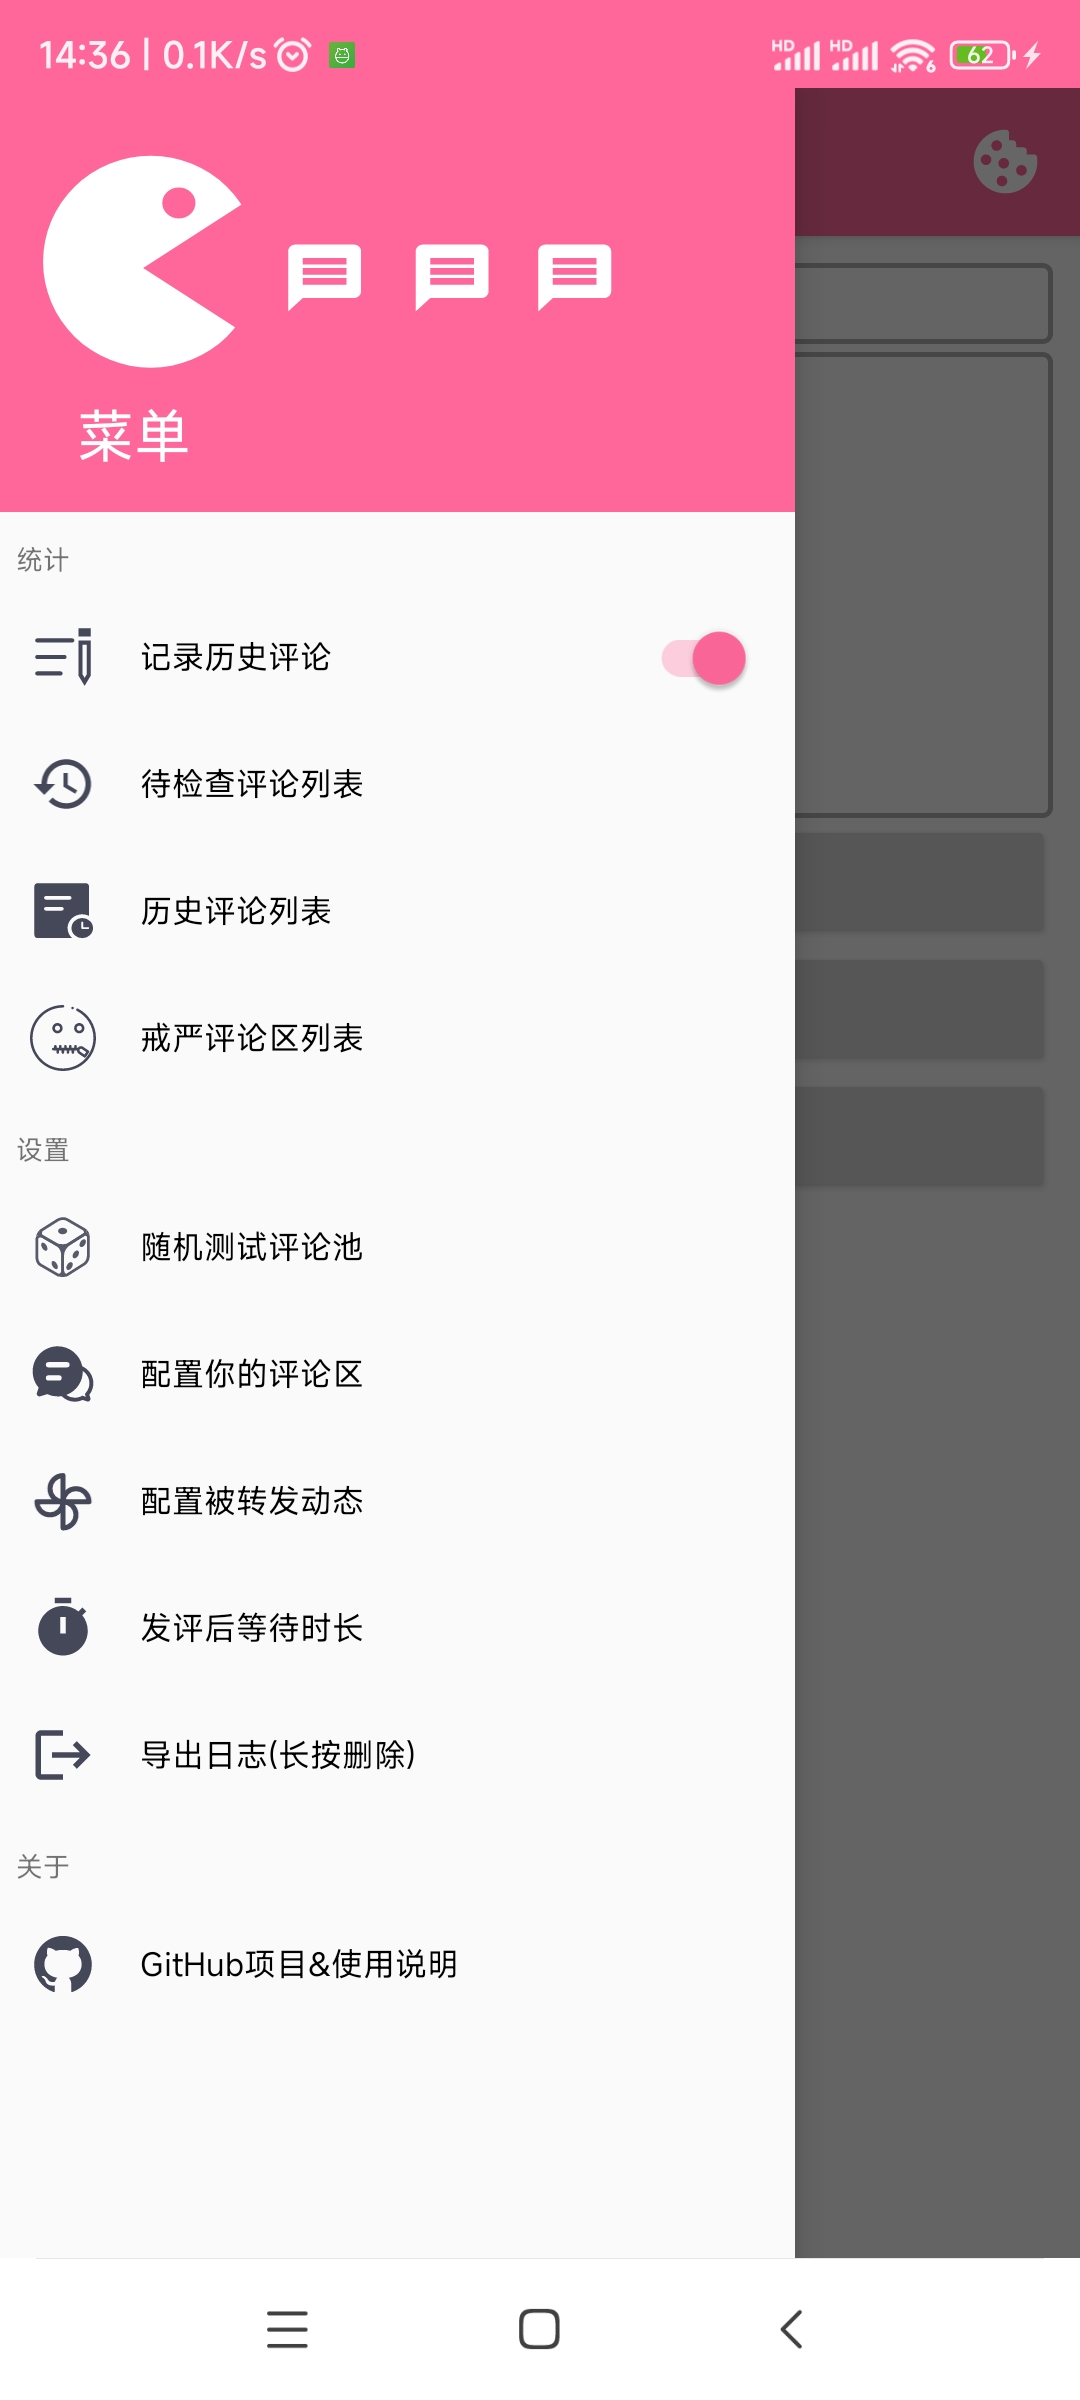 14:36 | 0.1K/s
HD HD 6 62
菜单
统计
记录历史评论
待检查评论列表
历史评论列表
戒严评论区列表
设置
随机测试评论池
配置你的评论区
配置被转发动态
发评后等待时长
导出日志(长按删除)
关于
GitHub项目&使用说明